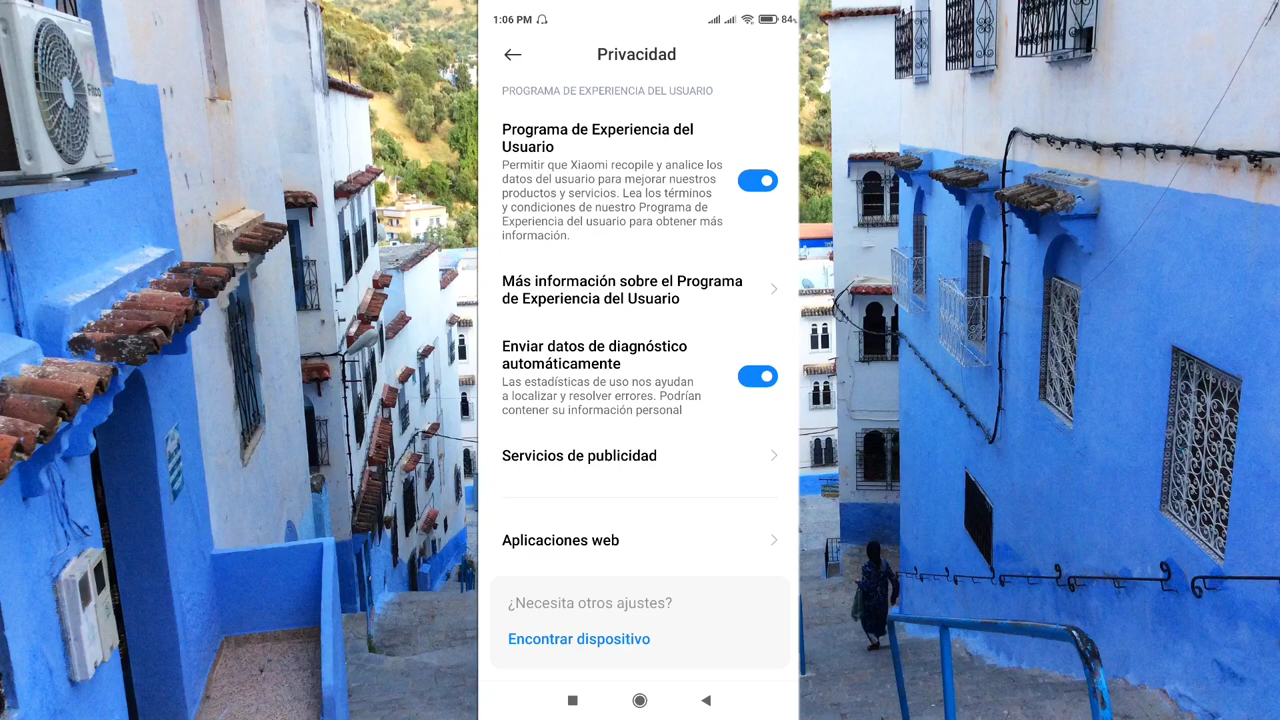 1:06 PM
84%
Privacidad
PROGRAMA DE EXPERIENCIA DEL USUARIO
Programa de Experiencia del
Usuario
Permitir que Xiaomi recopile y analice los
datos del usuario para mejorar nuestros
productos y servicios. Lea los términos
y condiciones de nuestro Programa de
Experiencia del usuario para obtener más
información.
Más información sobre el Programa
de Experiencia del Usuario
Enviar datos de diagnóstico
automáticamente
Las estadísticas de uso nos ayudan
a localizar y resolver errores. Podrían
contener su información personal
Servicios de publicidad
Aplicaciones web
¿Necesita otros ajustes?
Encontrar dispositivo